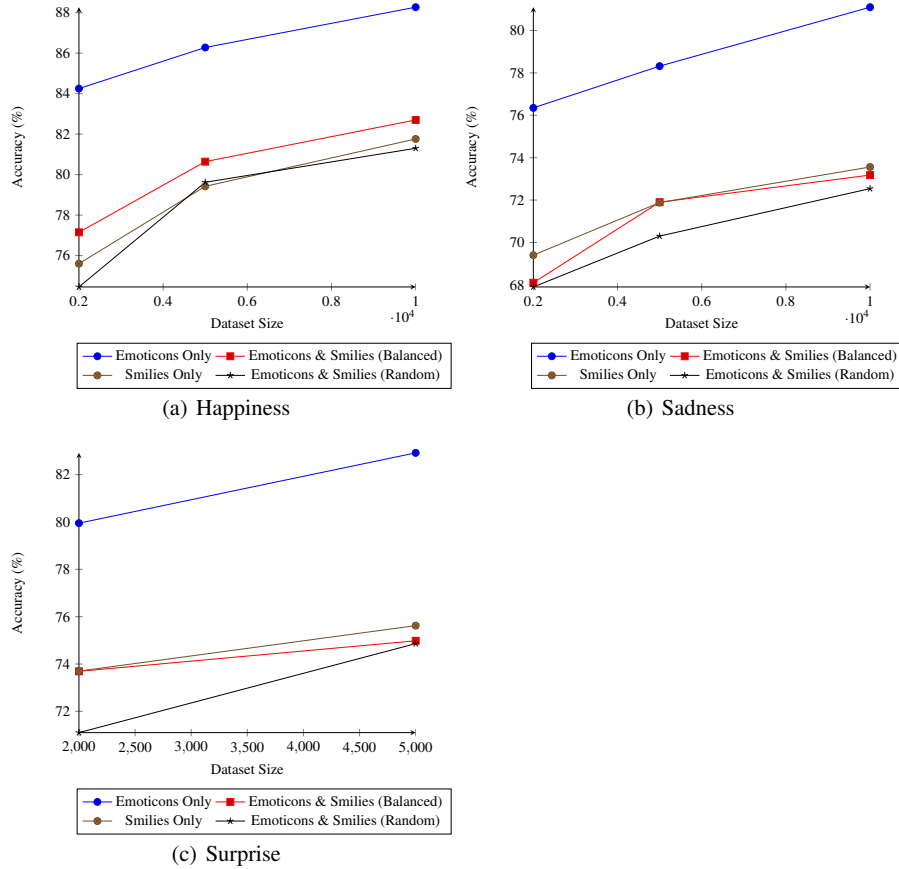 88
86
84
82
80
78
76
Accuracy (%)
0.2 0.4 0.6 0.8 1
·10⁴
Dataset Size
Emoticons Only Emoticons & Smilies (Balanced)
Smilies Only Emoticons & Smilies (Random)
(a) Happiness
80
78
76
74
72
70
68
Accuracy (%)
0.2 0.4 0.6 0.8 1
·10⁴
Dataset Size
Emoticons Only Emoticons & Smilies (Balanced)
Smilies Only Emoticons & Smilies (Random)
(b) Sadness
82
80
78
76
74
72
Accuracy (%)
2,000 2,500 3,000 3,500 4,000 4,500 5,000
Dataset Size
Emoticons Only Emoticons & Smilies (Balanced)
Smilies Only Emoticons & Smilies (Random)
(c) Surprise